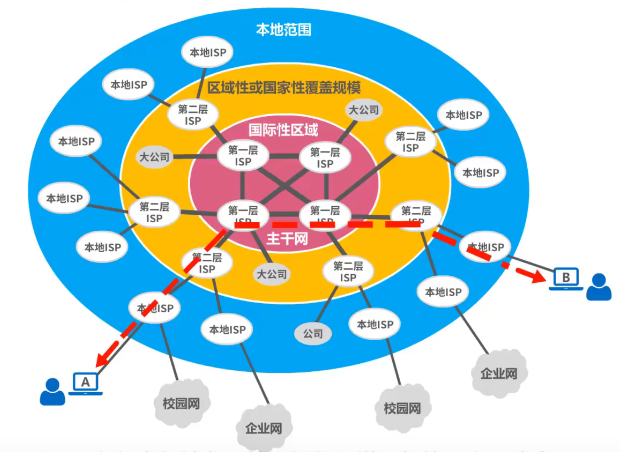 本地范围
本地ISP
本地ISP
区域性或国家性覆盖规模
第二层
ISP
大公司
本地ISP
国际性区域
本地ISP
大公司
第一层
ISP
第一层
ISP
第二层
ISP
本地ISP
本地ISP
第二层
ISP
第一层
ISP
第一层
ISP
第二层
ISP
主干网
本地ISP
本地ISP
第二层
ISP
大公司
第二层
ISP
B
本地ISP
本地ISP
本地ISP
公司
本地ISP
A
企业网
校园网
校园网
企业网